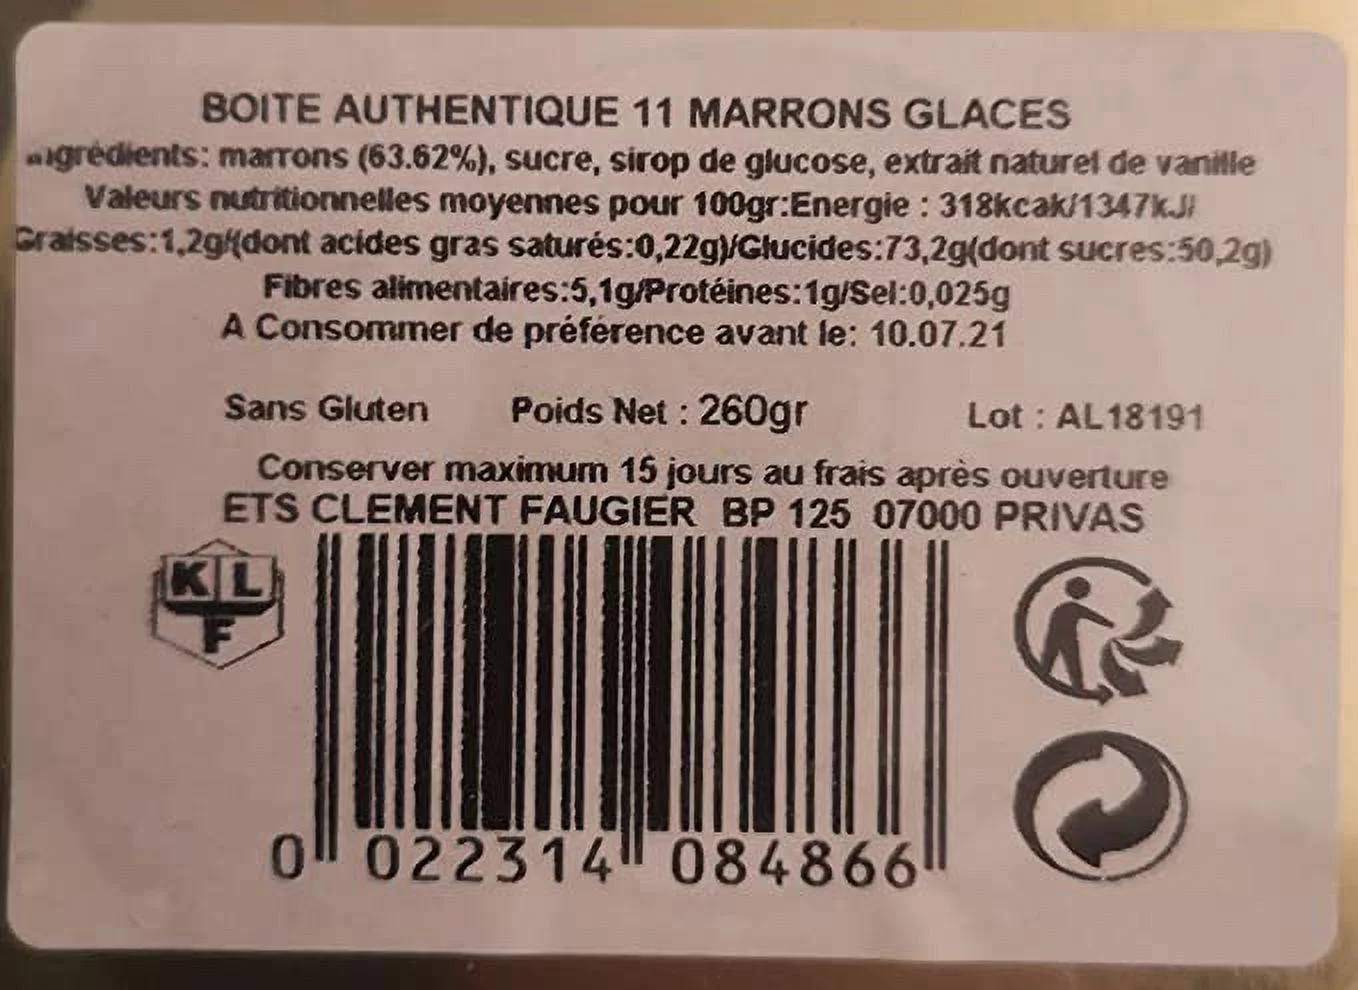 BOITE AUTHENTIQUE 11 MARRONS GLACES
Ingrédients: marrons (63.62%), sucre, sirop de glucose, extrait naturel de vanille
Valeurs nutritionnelles moyennes pour 100gr:Energie : 318kcak/1347kJ/
Graisses:1,2g/(dont acides gras saturés:0,22g)/Glucides:73,2g(dont sucres:50,2g)
Fibres alimentaires:5,1g/Protéines:1g/Sel:0,025g
A Consommer de préférence avant le: 10.07.21
Sans Gluten Poids Net : 260gr Lot : AL18191
Conserver maximum 15 jours au frais après ouverture
ETS CLEMENT FAUGIER BP 125 07000 PRIVAS
KL
F
0 022314 084866